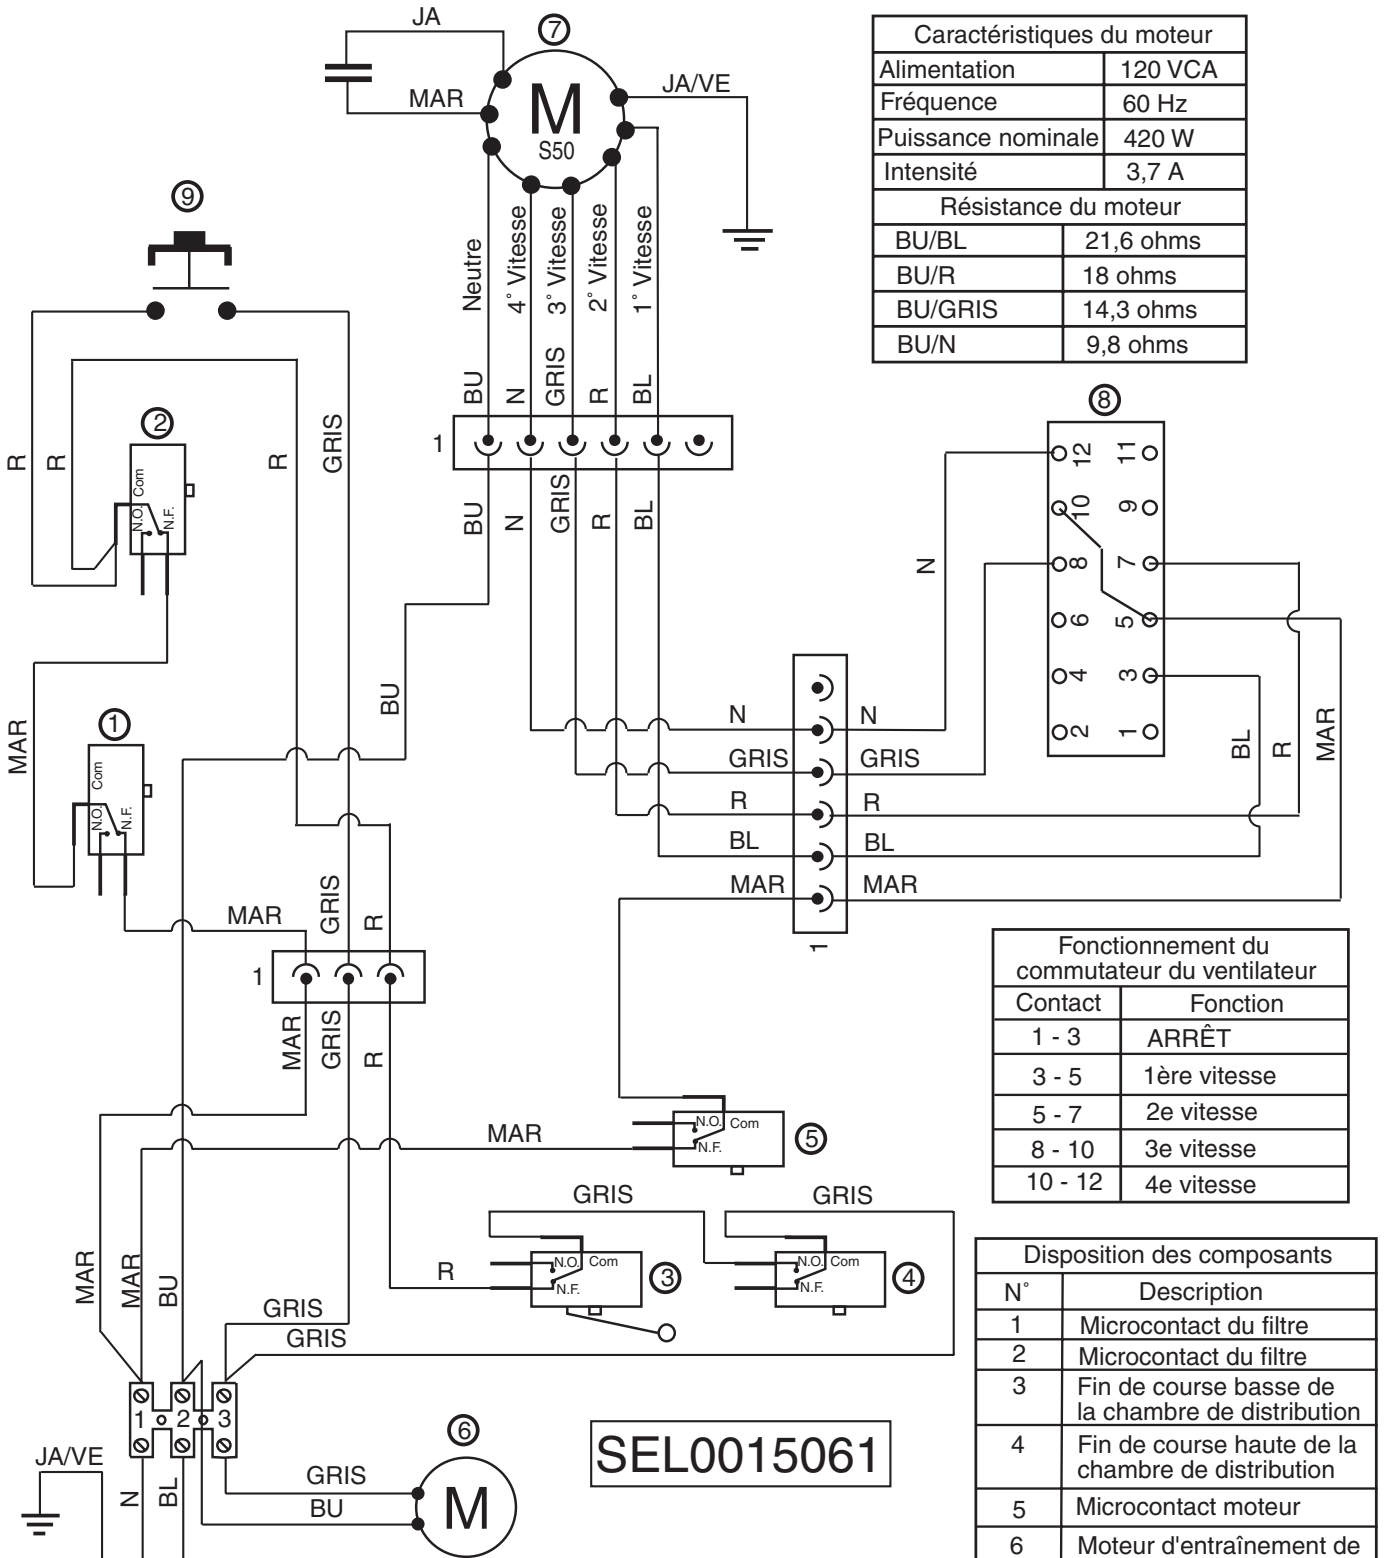 JA
7
MAR
M
S50
JA/VE
Caractéristiques du moteur
Alimentation 120 VCA
Fréquence 60 Hz
Puissance nominale 420 W
Intensité 3,7 A
Résistance du moteur
BU/BL 21,6 ohms
BU/R 18 ohms
BU/GRIS 14,3 ohms
BU/N 9,8 ohms
9
Neutre
4° Vitesse
3° Vitesse
2° Vitesse
1° Vitesse
BU
N
GRIS
R
BL
1
BU
N
GRIS
R
BL
R
R
R
GRIS
2
Com
N.O.
N.F.
MAR
1
Com
N.O.
N.F.
BU
8
12 11
10 9
8 7
6 5
4 3
2 1
N
BL
R
MAR
N N
GRIS GRIS
R R
BL BL
MAR MAR
1
MAR
GRIS
R
1
MAR
GRIS
R
Fonctionnement du
commutateur du ventilateur
Contact Fonction
1 - 3 ARRÊT
3 - 5 1ère vitesse
5 - 7 2e vitesse
8 - 10 3e vitesse
10 - 12 4e vitesse
MAR
N.O. Com
N.F.
5
GRIS
GRIS
R
N.O. Com
N.F.
3
N.O. Com
N.F.
4
MAR
MAR
BU
GRIS
GRIS
1 2 3
JA/VE
N
BL
GRIS
BU
6
M
SEL0015061
Disposition des composants
N° Description
1 Microcontact du filtre
2 Microcontact du filtre
3 Fin de course basse de
la chambre de distribution
4 Fin de course haute de la
chambre de distribution
5 Microcontact moteur
6 Moteur d'entraînement de